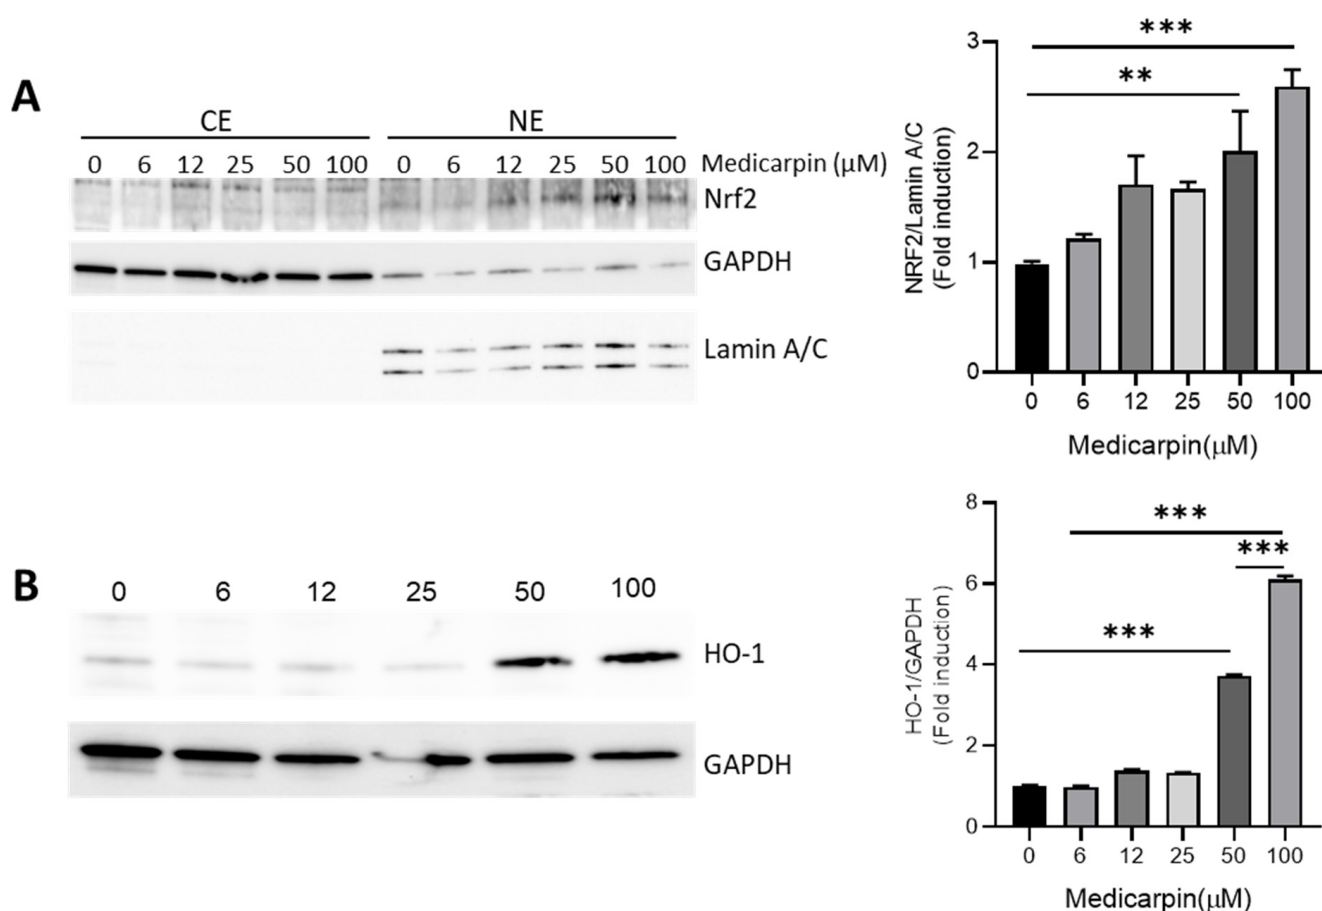 A
CE NE
0 6 12 25 50 100 0 6 12 25 50 100 Medicarpin (μM)
Nrf2
GAPDH
Lamin A/C
NRF2/Lamin A/C
(Fold induction)
3
2
1
0
***
**
0 6 12 25 50 100
Medicarpin(μM)
B
0 6 12 25 50 100
HO-1
GAPDH
HO-1/GAPDH
(Fold induction)
8
6
4
2
0
***
***
***
0 6 12 25 50 100
Medicarpin(μM)